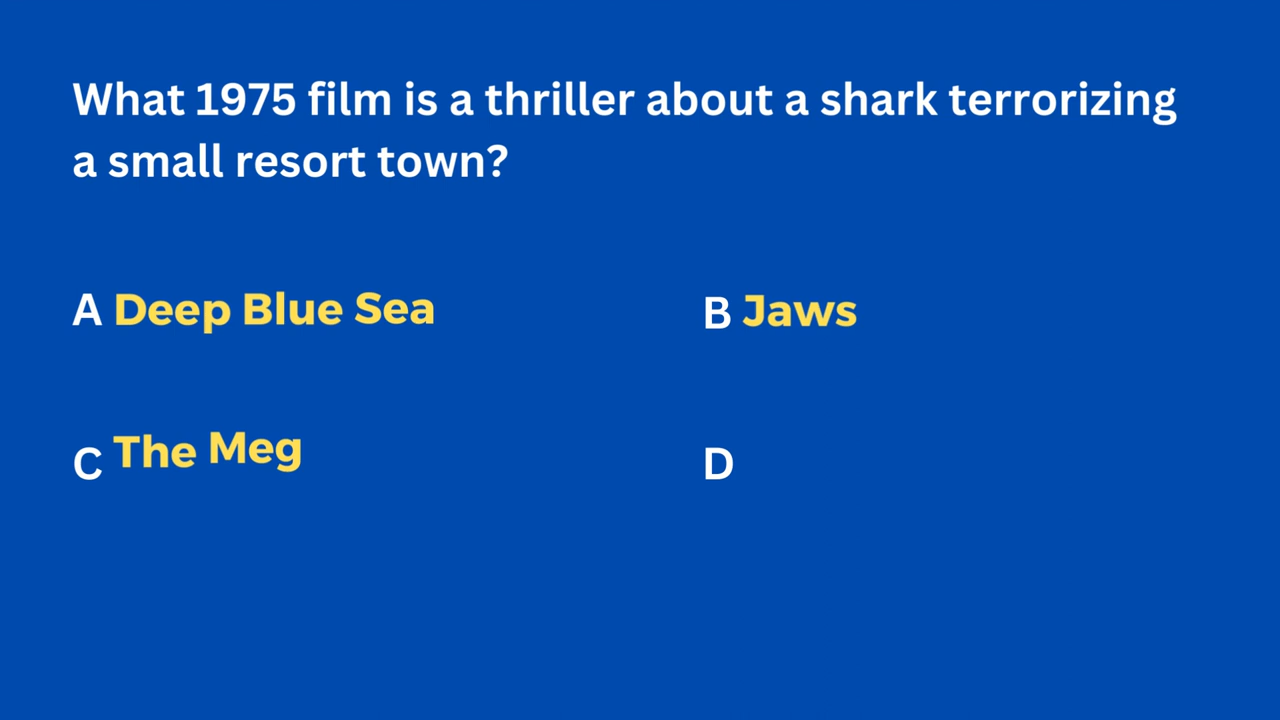 What 1975 film is a thriller about a shark terrorizing
a small resort town?
A Deep Blue Sea
B Jaws
C The Meg
D